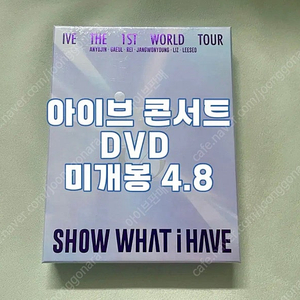 IVE THE 1ST WORLD TOUR
ANYUJIN · GAEUL · REI · JANGWONYOUNG · LIZ · LEESEO
아이브 콘서트
DVD
미개봉 4.8
SHOW WHAT i HAVE